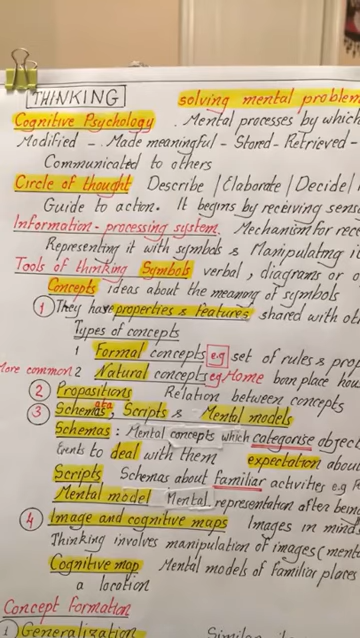 THINKING solving mental problem
Cognitive Psychology . Mental processes by which
Modified - Made meaningful - Stored - Retrieved -
Communicated to others
Circle of thought Describe | Elaborate | Decide |
Guide to action. It begins by receiving sens
Information-processing system. Mechanism for rece
Representing it with symbols & Manipulating i
Tools of thinking Symbols verbal, diagrams or
Concepts ideas about the meaning of symbols
① They have properties & features shared with oth
Types of concepts
1 Formal concepts e.g set of rules & prop
More common 2 Natural concepts eg Home born place hou
② Propositions Relation between concepts
③ Schemas, Scripts & Mental models
Schemas: Mental concepts which categorise object
Events to deal with them expectation abou
Scripts Schemas about familiar activities e.g
Mental model Mental representation after bein
④ Image and cognitive maps Images in mind
Thinking involves manipulation of images (ment
Cognitive map Mental models of familiar places
a location
Concept formation
1) Generalization Simila